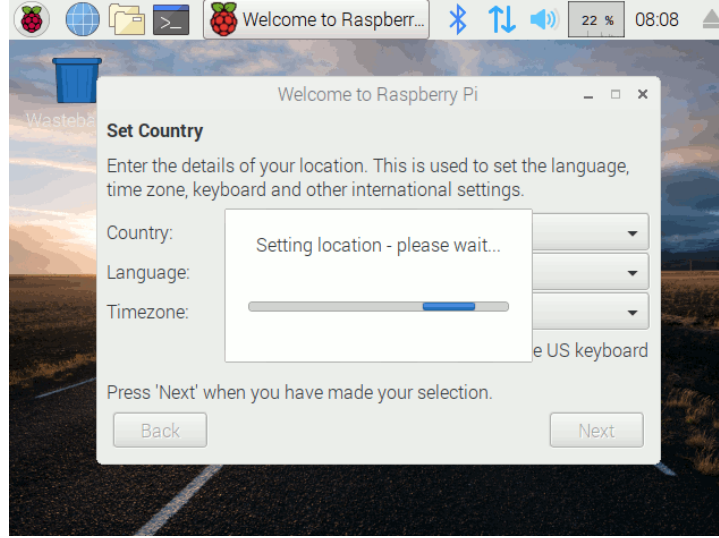 Welcome to Raspberr...
22 %
08:08
Wasteba
Welcome to Raspberry Pi
Set Country
Enter the details of your location. This is used to set the language,
time zone, keyboard and other international settings.
Country:
Setting location - please wait...
Language:
Timezone:
e US keyboard
Press 'Next' when you have made your selection.
Back
Next